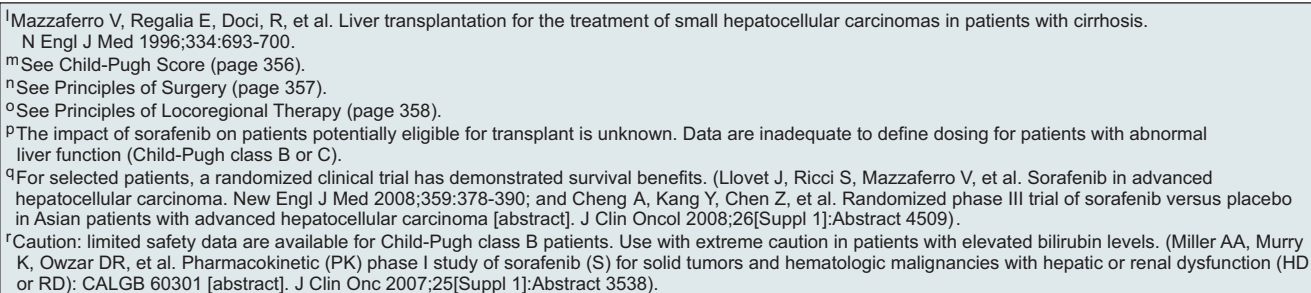 lMazzaferro V, Regalia E, Doci, R, et al. Liver transplantation for the treatment of small hepatocellular carcinomas in patients with cirrhosis.
N Engl J Med 1996;334:693-700.
mSee Child-Pugh Score (page 356).
nSee Principles of Surgery (page 357).
oSee Principles of Locoregional Therapy (page 358).
pThe impact of sorafenib on patients potentially eligible for transplant is unknown. Data are inadequate to define dosing for patients with abnormal
liver function (Child-Pugh class B or C).
qFor selected patients, a randomized clinical trial has demonstrated survival benefits. (Llovet J, Ricci S, Mazzaferro V, et al. Sorafenib in advanced
hepatocellular carcinoma. New Engl J Med 2008;359:378-390; and Cheng A, Kang Y, Chen Z, et al. Randomized phase III trial of sorafenib versus placebo
in Asian patients with advanced hepatocellular carcinoma [abstract]. J Clin Oncol 2008;26[Suppl 1]:Abstract 4509).
rCaution: limited safety data are available for Child-Pugh class B patients. Use with extreme caution in patients with elevated bilirubin levels. (Miller AA, Murry
K, Owzar DR, et al. Pharmacokinetic (PK) phase I study of sorafenib (S) for solid tumors and hematologic malignancies with hepatic or renal dysfunction (HD
or RD): CALGB 60301 [abstract]. J Clin Onc 2007;25[Suppl 1]:Abstract 3538).